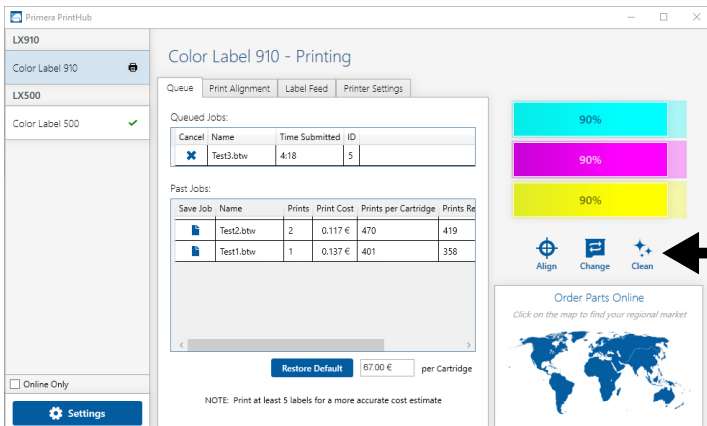 Primera PrintHub
LX910
Color Label 910
LX500
Color Label 500
Online Only
Settings
Color Label 910 - Printing
Queue Print Alignment Label Feed Printer Settings
Queued Jobs:
Cancel Name Time Submitted ID
Test3.btw 4:18 5
Past Jobs:
Save Job Name Prints Print Cost Prints per Cartridge Prints Re
Test2.btw 2 0.117 € 470 419
Test1.btw 1 0.137 € 401 358
Restore Default 67.00 € per Cartridge
NOTE: Print at least 5 labels for a more accurate cost estimate
90%
90%
90%
Align Change Clean
Order Parts Online
Click on the map to find your regional market